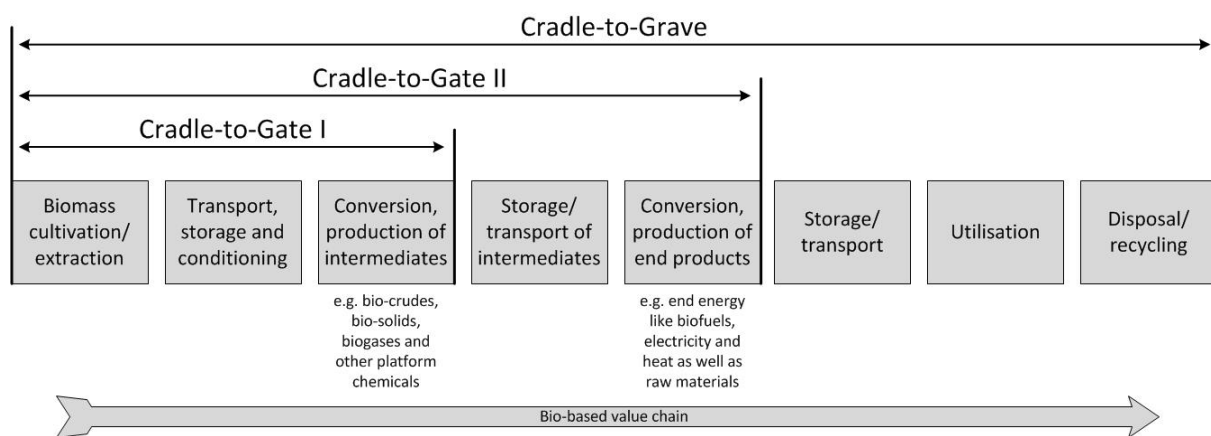 Cradle-to-Grave
Cradle-to-Gate II
Cradle-to-Gate I
Biomass
cultivation/
extraction
Transport,
storage and
conditioning
Conversion,
production of
intermediates
Storage/
transport of
intermediates
Conversion,
production of
end products
Storage/
transport
Utilisation
Disposal/
recycling
e.g. bio-crudes,
bio-solids,
biogases and
other platform
chemicals
e.g. end energy
like biofuels,
electricity and
heat as well as
raw materials
Bio-based value chain